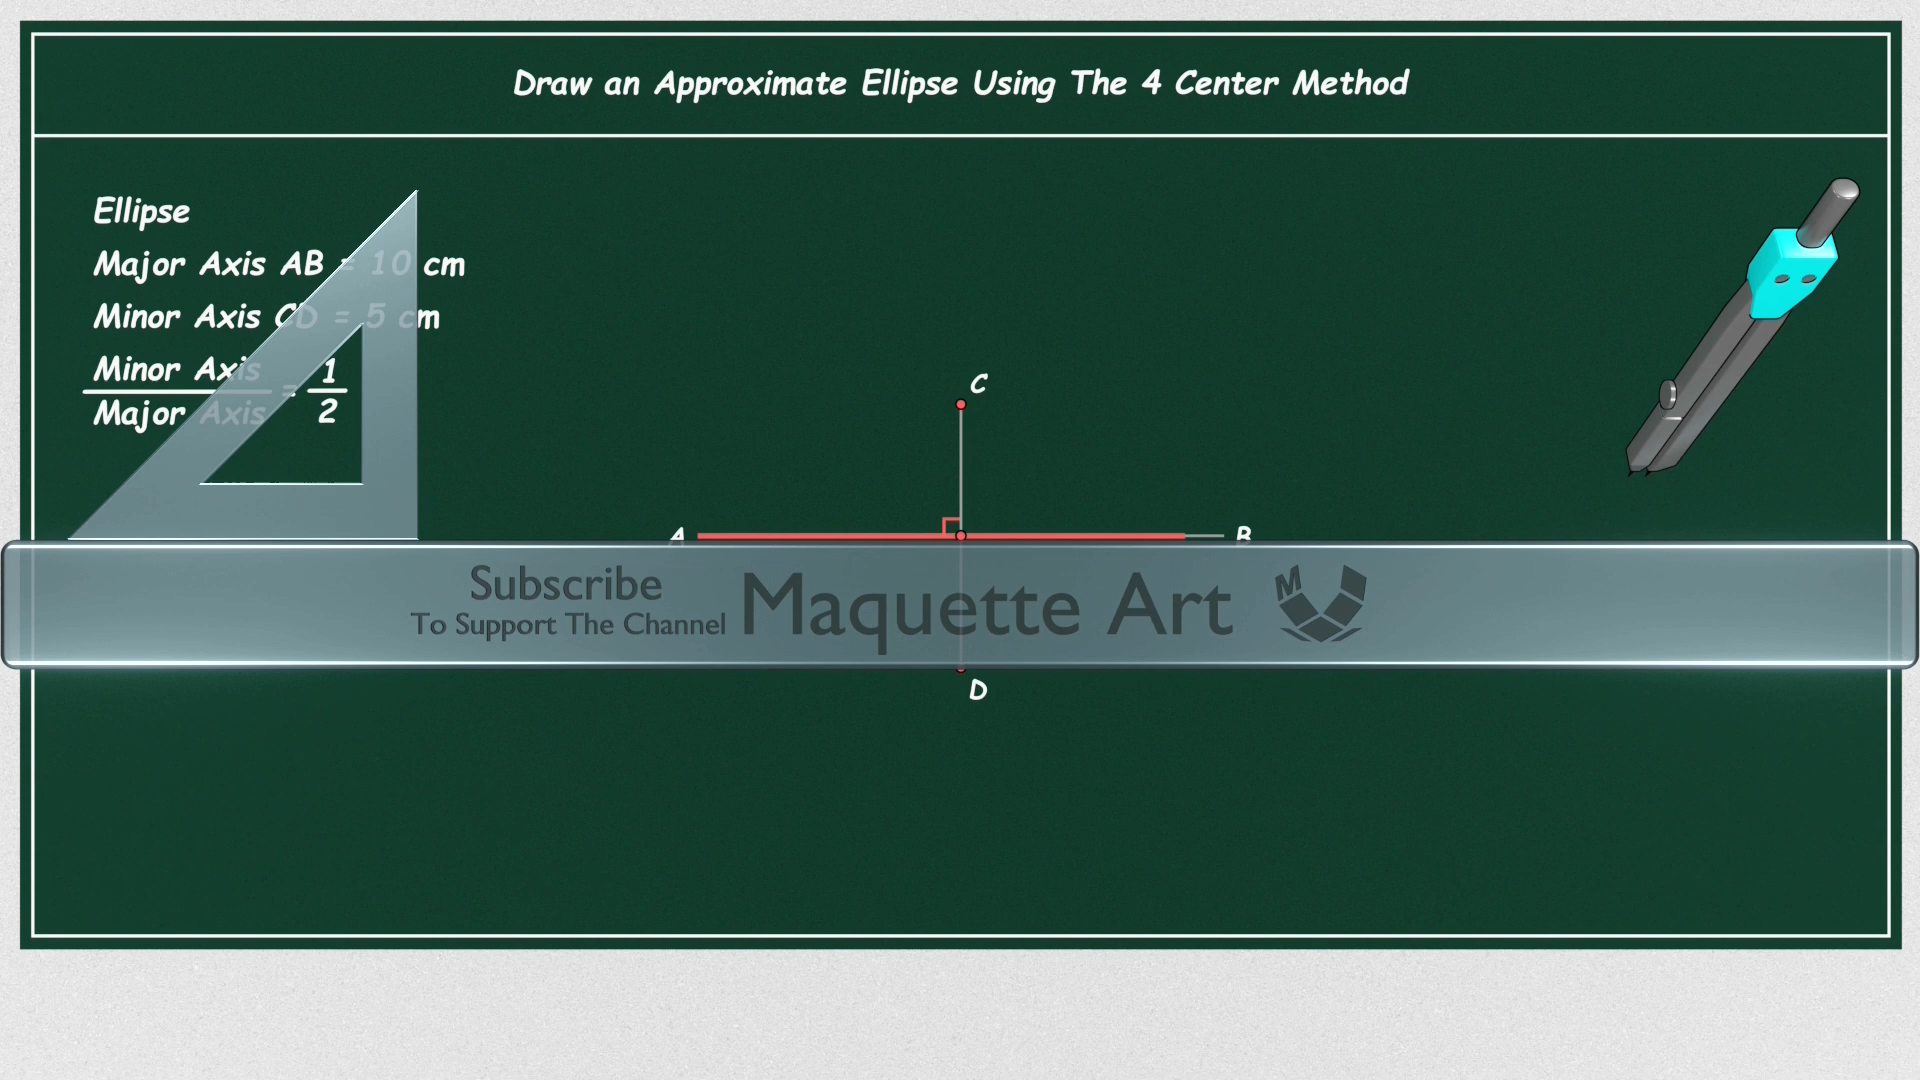 Draw an Approximate Ellipse Using The 4 Center Method
Ellipse
Major Axis AB = 10 cm
Minor Axis CD = 5 cm
Minor Axis
Major Axis
=
1
2
C
A
B
Subscribe
To Support The Channel
Maquette Art
M
D